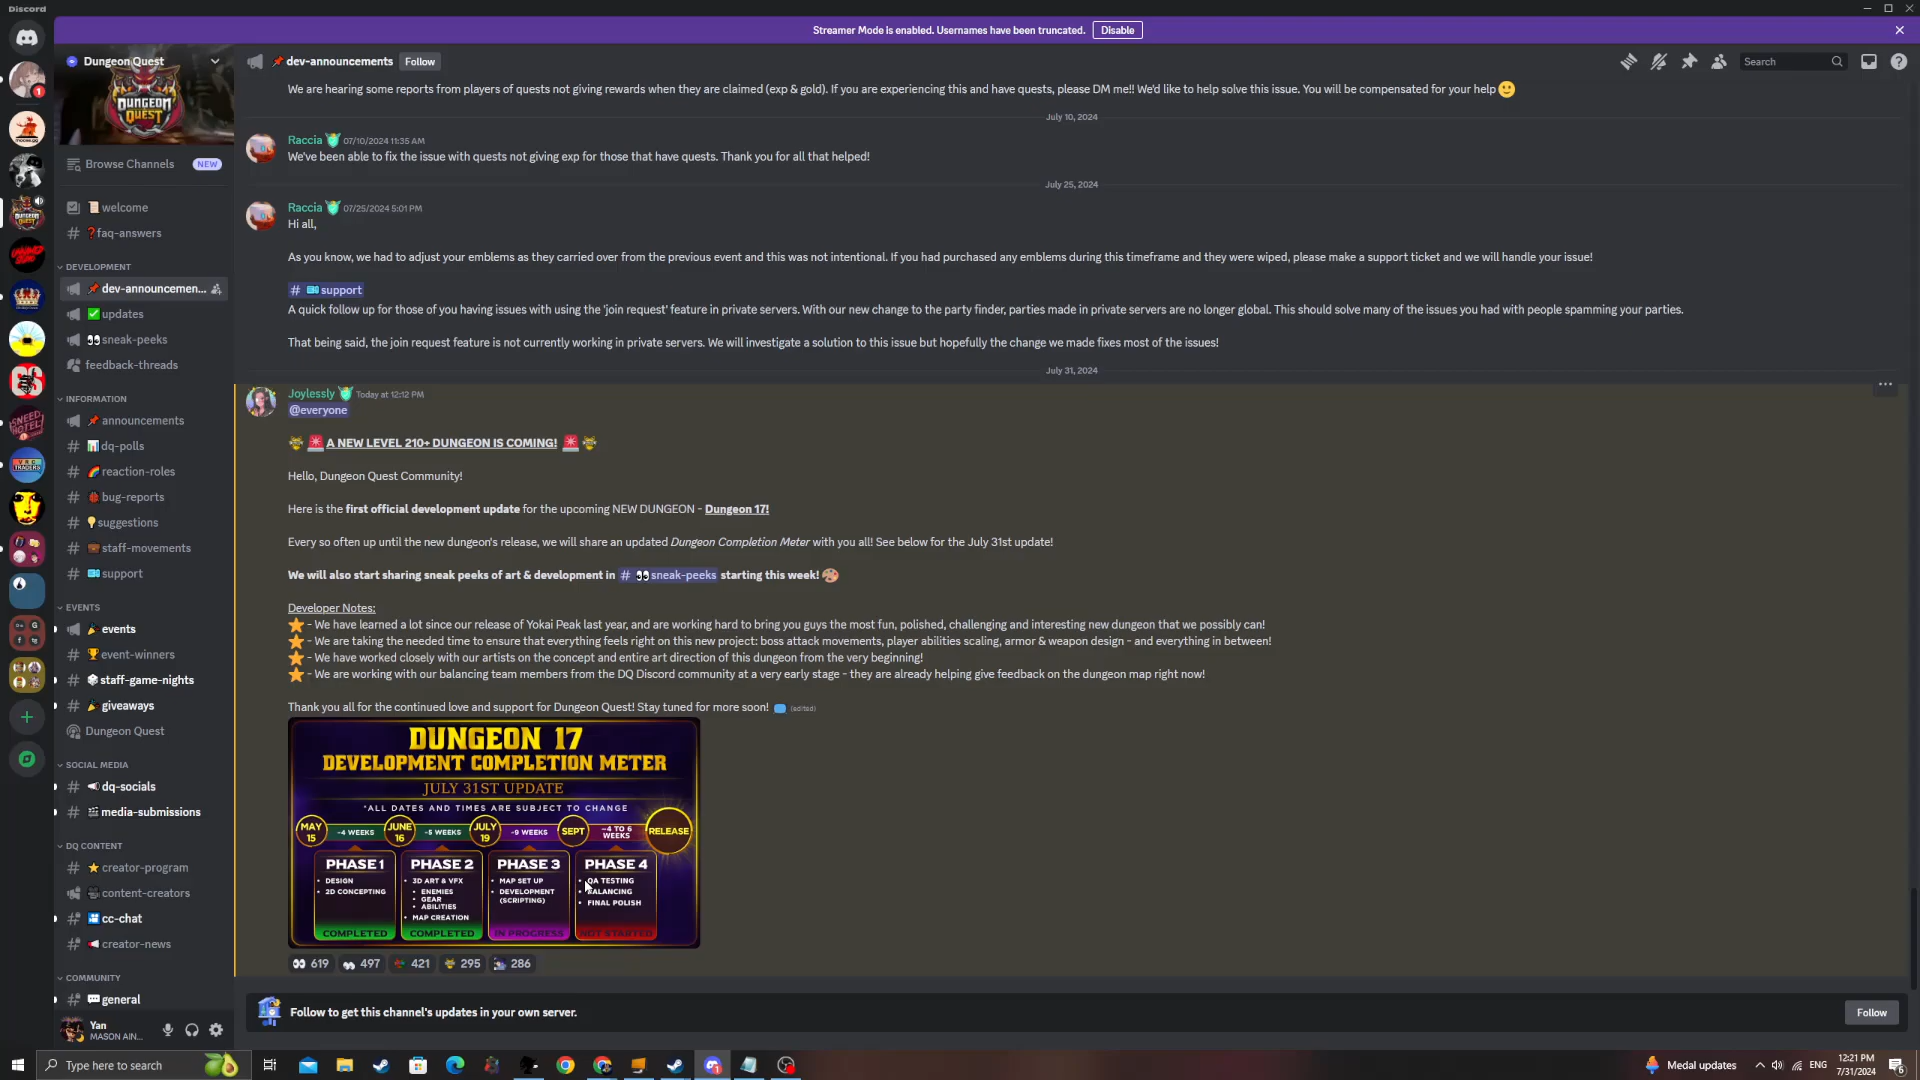 Discord
Streamer Mode is enabled. Usernames have been truncated. Disable
Dungeon Quest
DUNGEON
QUEST
Browse Channels NEW
welcome
faq-answers
DEVELOPMENT
dev-announcemen...
updates
sneak-peeks
feedback-threads
INFORMATION
announcements
dq-polls
reaction-roles
bug-reports
suggestions
staff-movements
support
EVENTS
events
event-winners
staff-game-nights
giveaways
Dungeon Quest
SOCIAL MEDIA
dq-socials
media-submissions
DQ CONTENT
creator-program
content-creators
cc-chat
creator-news
COMMUNITY
general
Yan
MASON AIN...
dev-announcements Follow
Search
We are hearing some reports from players of quests not giving rewards when they are claimed (exp & gold). If you are experiencing this and have quests, please DM me!! We'd like to help solve this issue. You will be compensated for your help
July 10, 2024
Raccia 07/10/2024 11:35 AM
We've been able to fix the issue with quests not giving exp for those that have quests. Thank you for all that helped!
July 25, 2024
Raccia 07/25/2024 5:01 PM
Hi all,
As you know, we had to adjust your emblems as they carried over from the previous event and this was not intentional. If you had purchased any emblems during this timeframe and they were wiped, please make a support ticket and we will handle your issue!
# support
A quick follow up for those of you having issues with using the 'join request' feature in private servers. With our new change to the party finder, parties made in private servers are no longer global. This should solve many of the issues you had with people spamming your parties.
That being said, the join request feature is not currently working in private servers. We will investigate a solution to this issue but hopefully the change we made fixes most of the issues!
July 31, 2024
Joylessly Today at 12:12 PM
@everyone
A NEW LEVEL 210+ DUNGEON IS COMING!
Hello, Dungeon Quest Community!
Here is the first official development update for the upcoming NEW DUNGEON - Dungeon 17!
Every so often up until the new dungeon's release, we will share an updated Dungeon Completion Meter with you all! See below for the July 31st update!
We will also start sharing sneak peeks of art & development in # sneak-peeks starting this week!
Developer Notes:
- We have learned a lot since our release of Yokai Peak last year, and are working hard to bring you guys the most fun, polished, challenging and interesting new dungeon that we possibly can!
- We are taking the needed time to ensure that everything feels right on this new project: boss attack movements, player abilities scaling, armor & weapon design - and everything in between!
- We have worked closely with our artists on the concept and entire art direction of this dungeon from the very beginning!
- We are working with our balancing team members from the DQ Discord community at a very early stage - they are already helping give feedback on the dungeon map right now!
Thank you all for the continued love and support for Dungeon Quest! Stay tuned for more soon! (edited)
DUNGEON 17
DEVELOPMENT COMPLETION METER
JULY 31ST UPDATE
*ALL DATES AND TIMES ARE SUBJECT TO CHANGE
MAY 15 ~4 WEEKS JUNE 16 ~5 WEEKS JULY 19 ~9 WEEKS SEPT ~4 TO 6 WEEKS RELEASE
PHASE 1
• DESIGN
• 2D CONCEPTING
COMPLETED
PHASE 2
• 3D ART & VFX
• ENEMIES
• GEAR
• ABILITIES
• MAP CREATION
COMPLETED
PHASE 3
• MAP SET UP
• DEVELOPMENT
(SCRIPTING)
IN PROGRESS
PHASE 4
• QA TESTING
• BALANCING
• FINAL POLISH
NOT STARTED
619 497 421 295 286
Follow to get this channel's updates in your own server. Follow
Type here to search
Medal updates
ENG
12:21 PM
7/31/2024